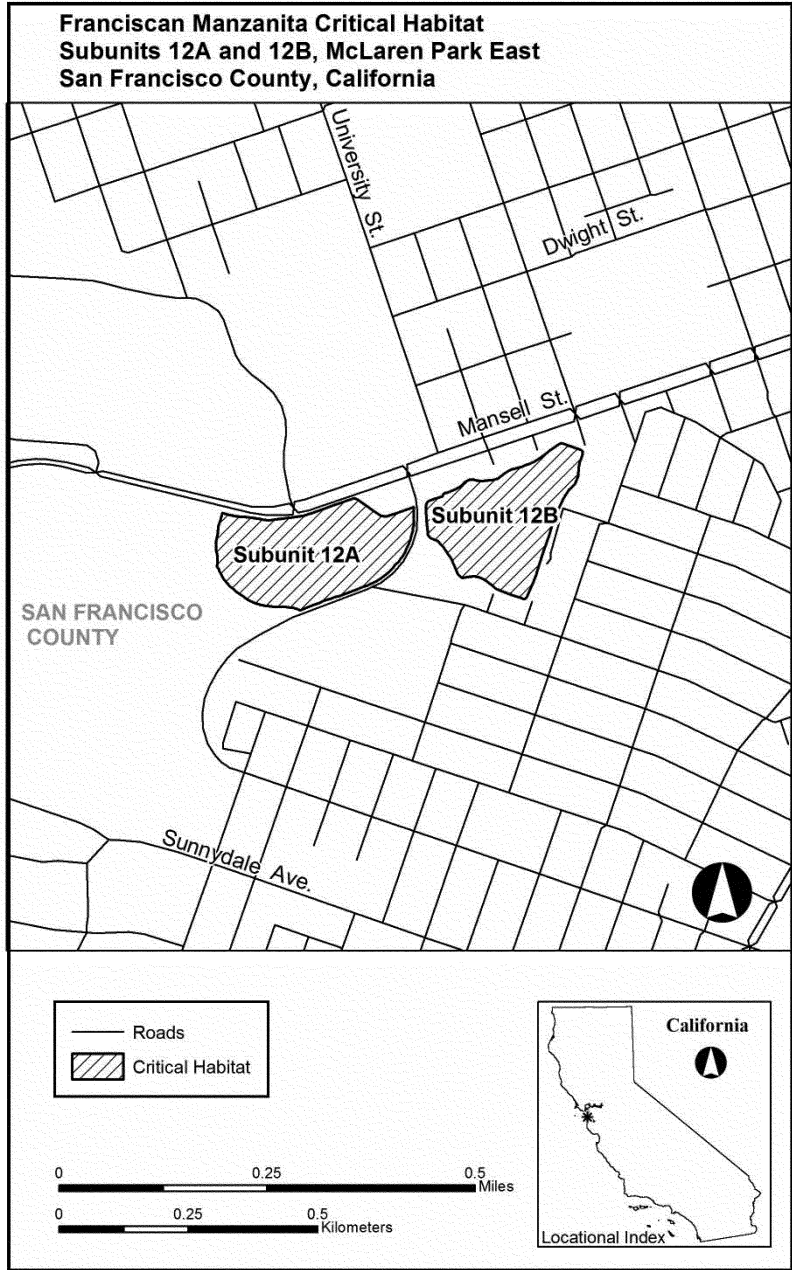 Franciscan Manzanita Critical Habitat
Subunits 12A and 12B, McLaren Park East
San Francisco County, California
University St.
Dwight St.
Mansell St.
Subunit 12B
Subunit 12A
SAN FRANCISCO
COUNTY
Sunnydale Ave.
Roads
Critical Habitat
0 0.25 0.5
Miles
0 0.25 0.5
Kilometers
California
Locational Index